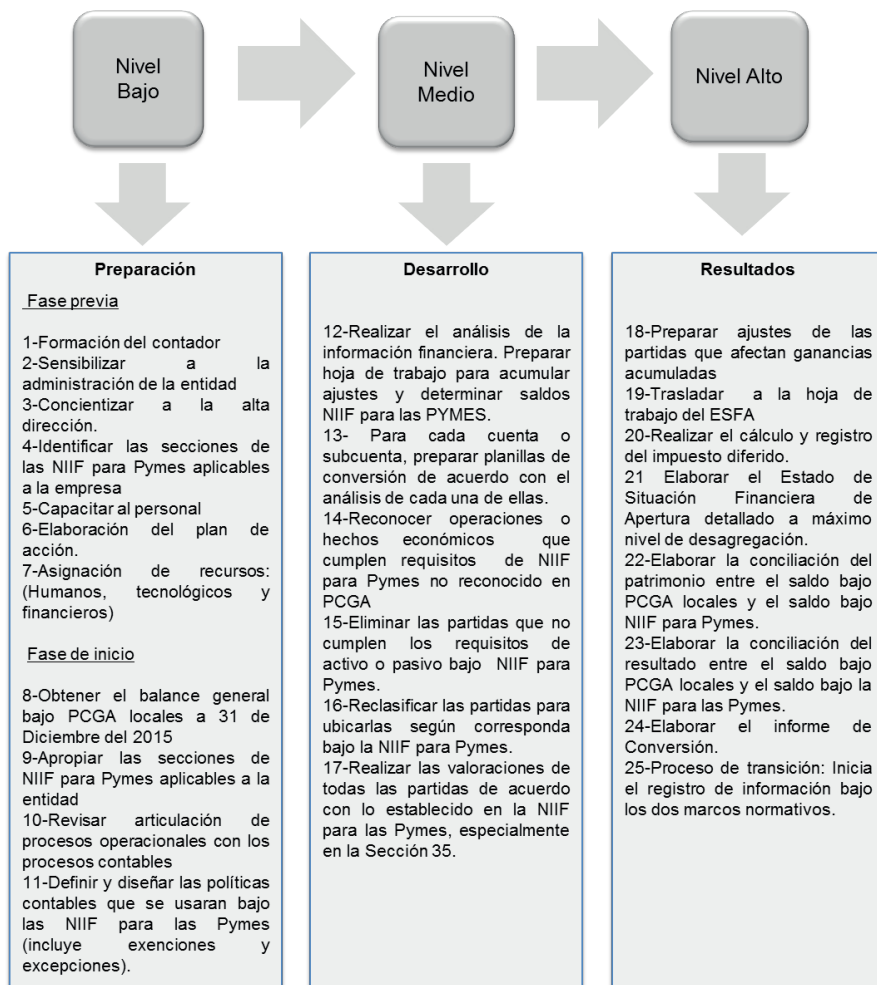 Nivel
Bajo
Nivel
Medio
Nivel Alto
Preparación
Fase previa
1-Formación del contador
2-Sensibilizar a la
administración de la entidad
3-Concientizar a la alta
dirección.
4-Identificar las secciones de
las NIIF para Pymes aplicables
a la empresa
5-Capacitar al personal
6-Elaboración del plan de
acción.
7-Asignación de recursos:
(Humanos, tecnológicos y
financieros)
Fase de inicio
8-Obtener el balance general
bajo PCGA locales a 31 de
Diciembre del 2015
9-Apropiar las secciones de
NIIF para Pymes aplicables a la
entidad
10-Revisar articulación de
procesos operacionales con los
procesos contables
11-Definir y diseñar las políticas
contables que se usaran bajo
las NIIF para las Pymes
(incluye exenciones y
excepciones).
Desarrollo
12-Realizar el análisis de la
información financiera. Preparar
hoja de trabajo para acumular
ajustes y determinar saldos
NIIF para las PYMES.
13- Para cada cuenta o
subcuenta, preparar planillas de
conversión de acuerdo con el
análisis de cada una de ellas.
14-Reconocer operaciones o
hechos económicos que
cumplen requisitos de NIIF
para Pymes no reconocido en
PCGA
15-Eliminar las partidas que no
cumplen los requisitos de
activo o pasivo bajo NIIF para
Pymes.
16-Reclasificar las partidas para
ubicarlas según corresponda
bajo la NIIF para Pymes.
17-Realizar las valoraciones de
todas las partidas de acuerdo
con lo establecido en la NIIF
para las Pymes, especialmente
en la Sección 35.
Resultados
18-Preparar ajustes de las
partidas que afectan ganancias
acumuladas
19-Trasladar a la hoja de
trabajo del ESFA
20-Realizar el cálculo y registro
del impuesto diferido.
21 Elaborar el Estado de
Situación Financiera de
Apertura detallado a máximo
nivel de desagregación.
22-Elaborar la conciliación del
patrimonio entre el saldo bajo
PCGA locales y el saldo bajo
NIIF para Pymes.
23-Elaborar la conciliación del
resultado entre el saldo bajo
PCGA locales y el saldo bajo la
NIIF para las Pymes.
24-Elaborar el informe de
Conversión.
25-Proceso de transición: Inicia
el registro de información bajo
los dos marcos normativos.